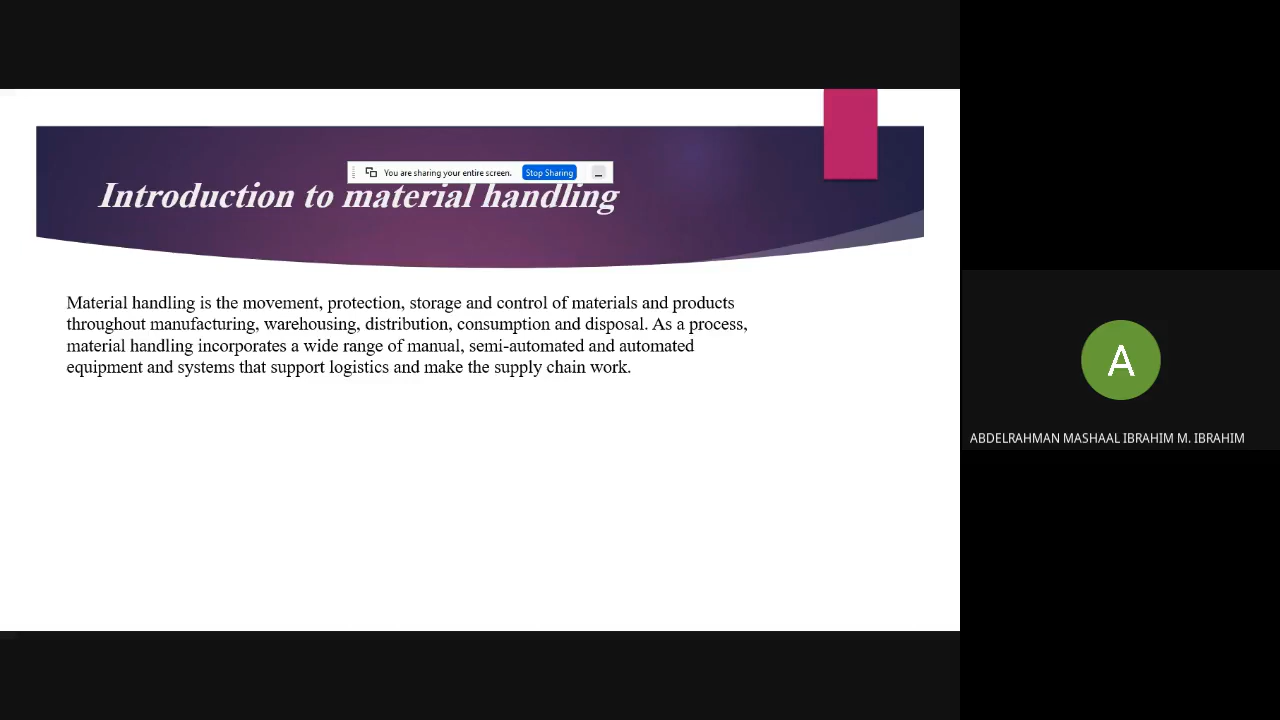 You are sharing your entire screen.
Stop Sharing
Introduction to material handling
Material handling is the movement, protection, storage and control of materials and products
throughout manufacturing, warehousing, distribution, consumption and disposal. As a process,
material handling incorporates a wide range of manual, semi-automated and automated
equipment and systems that support logistics and make the supply chain work.
A
ABDELRAHMAN MASHAAL IBRAHIM M. IBRAHIM